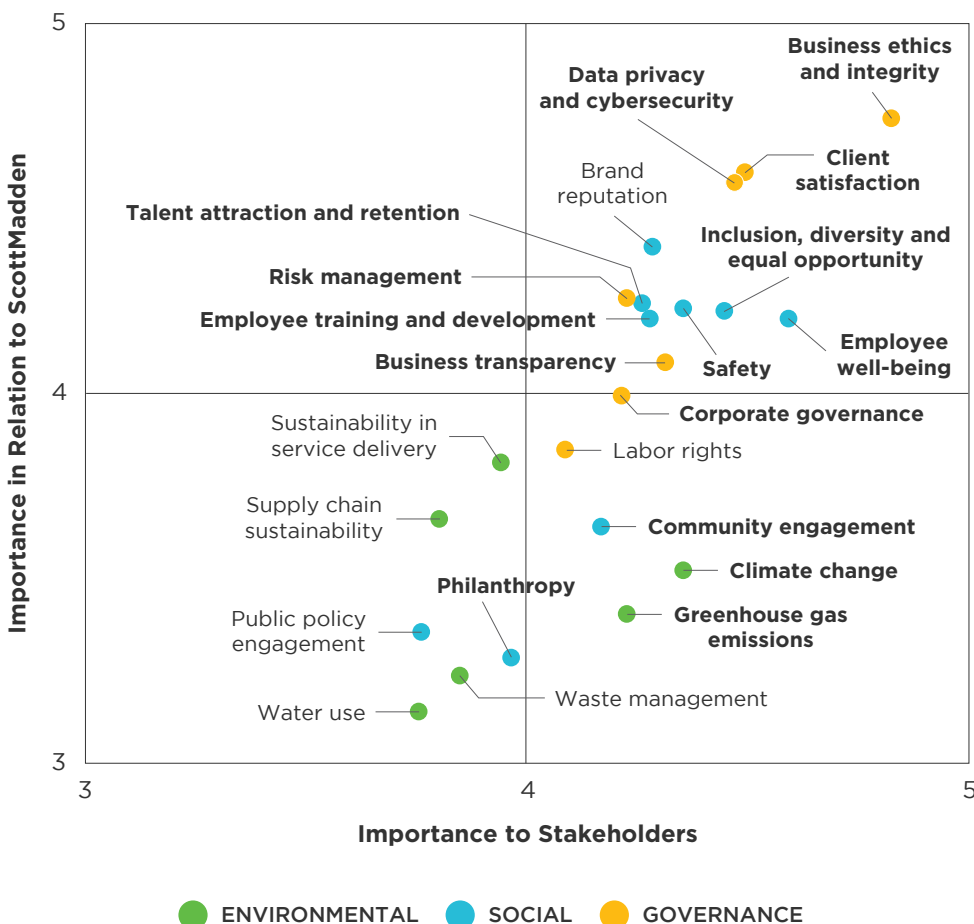 5
Business ethics
and integrity
Data privacy
and cybersecurity
Client
satisfaction
Brand
reputation
Talent attraction and retention
Inclusion, diversity and
equal opportunity
Risk management
Employee training and development
Employee
well-being
Business transparency
Safety
4
Corporate governance
Sustainability in
service delivery
Labor rights
Supply chain
sustainability
Community engagement
Climate change
Philanthropy
Greenhouse gas
emissions
Public policy
engagement
Waste management
Water use
3
3
4
5
Importance in Relation to ScottMadden
Importance to Stakeholders
ENVIRONMENTAL
SOCIAL
GOVERNANCE